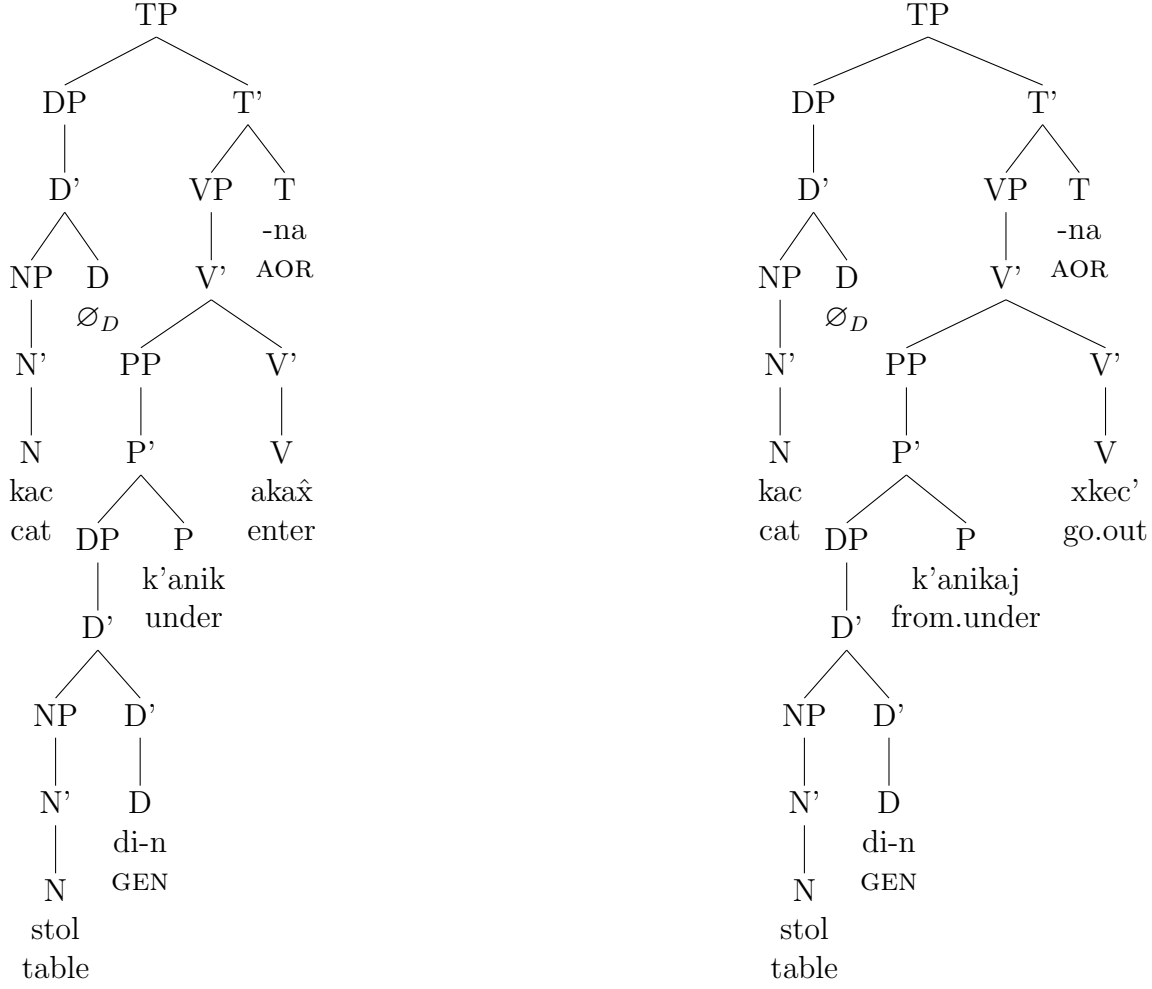 TP TP
DP T' DP T'
D' VP T D' VP T
-na -na
AOR AOR
NP D V' NP D V'
∅D ∅D
N' PP V' N' PP V'
N P' V N P' V
kac akax̂ kac xkec'
cat enter cat go.out
DP P DP P
k'anik k'anikaj
under from.under
D' D'
NP D' NP D'
N' D N' D
di-n di-n
GEN GEN
N N
stol stol
table table